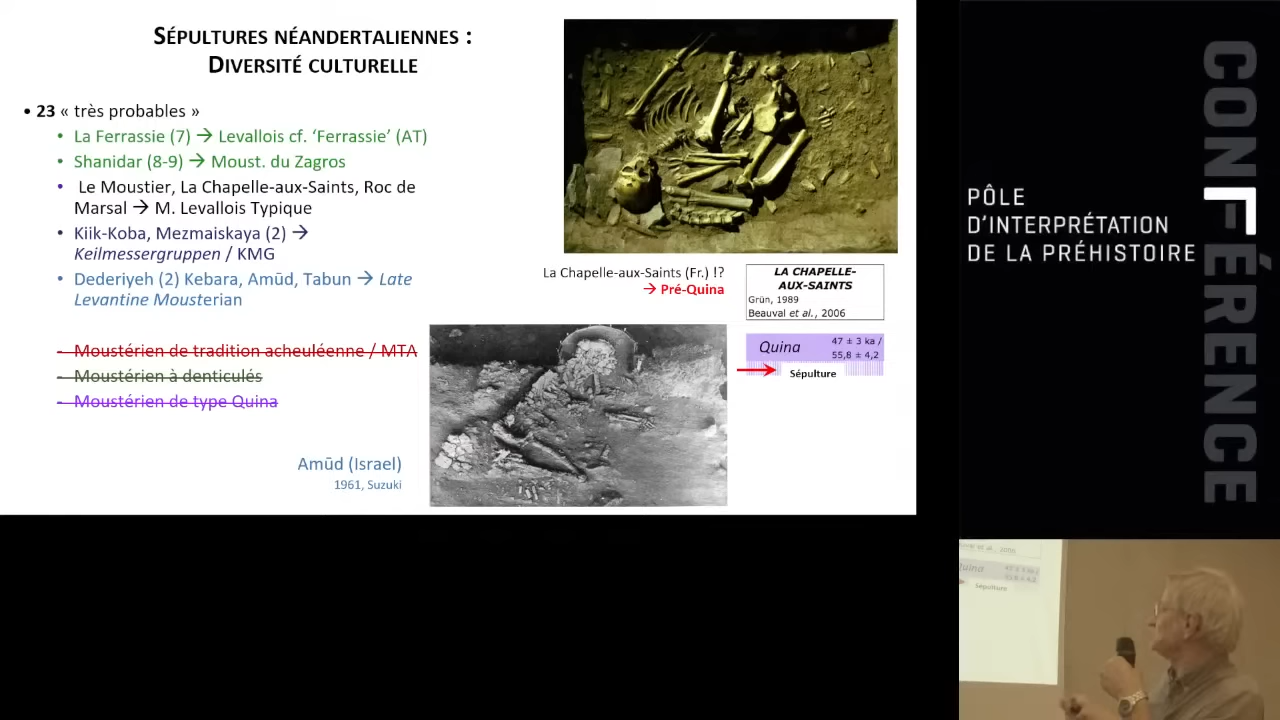 SÉPULTURES NÉANDERTALIENNES :
DIVERSITÉ CULTURELLE
• 23 « très probables »
• La Ferrassie (7) → Levallois cf. ‘Ferrassie’ (AT)
• Shanidar (8-9) → Moust. du Zagros
• Le Moustier, La Chapelle-aux-Saints, Roc de
Marsal → M. Levallois Typique
• Kiik-Koba, Mezmaiskaya (2) →
Keilmessergruppen / KMG
• Dederiyeh (2) Kebara, Amūd, Tabun → Late
Levantine Mousterian
- Moustérien de tradition acheuléenne / MTA
- Moustérien à denticulés
- Moustérien de type Quina
Amūd (Israel)
1961, Suzuki
La Chapelle-aux-Saints (Fr.) !?
→ Pré-Quina
LA CHAPELLE-
AUX-SAINTS
Grün, 1989
Beauval et al., 2006
Quina
47 ± 3 ka /
55,8 ± 4,2
Sépulture
PÔLE
D'INTERPRÉTATION
DE LA PRÉHISTOIRE
CONFÉRENCE
Sépulture